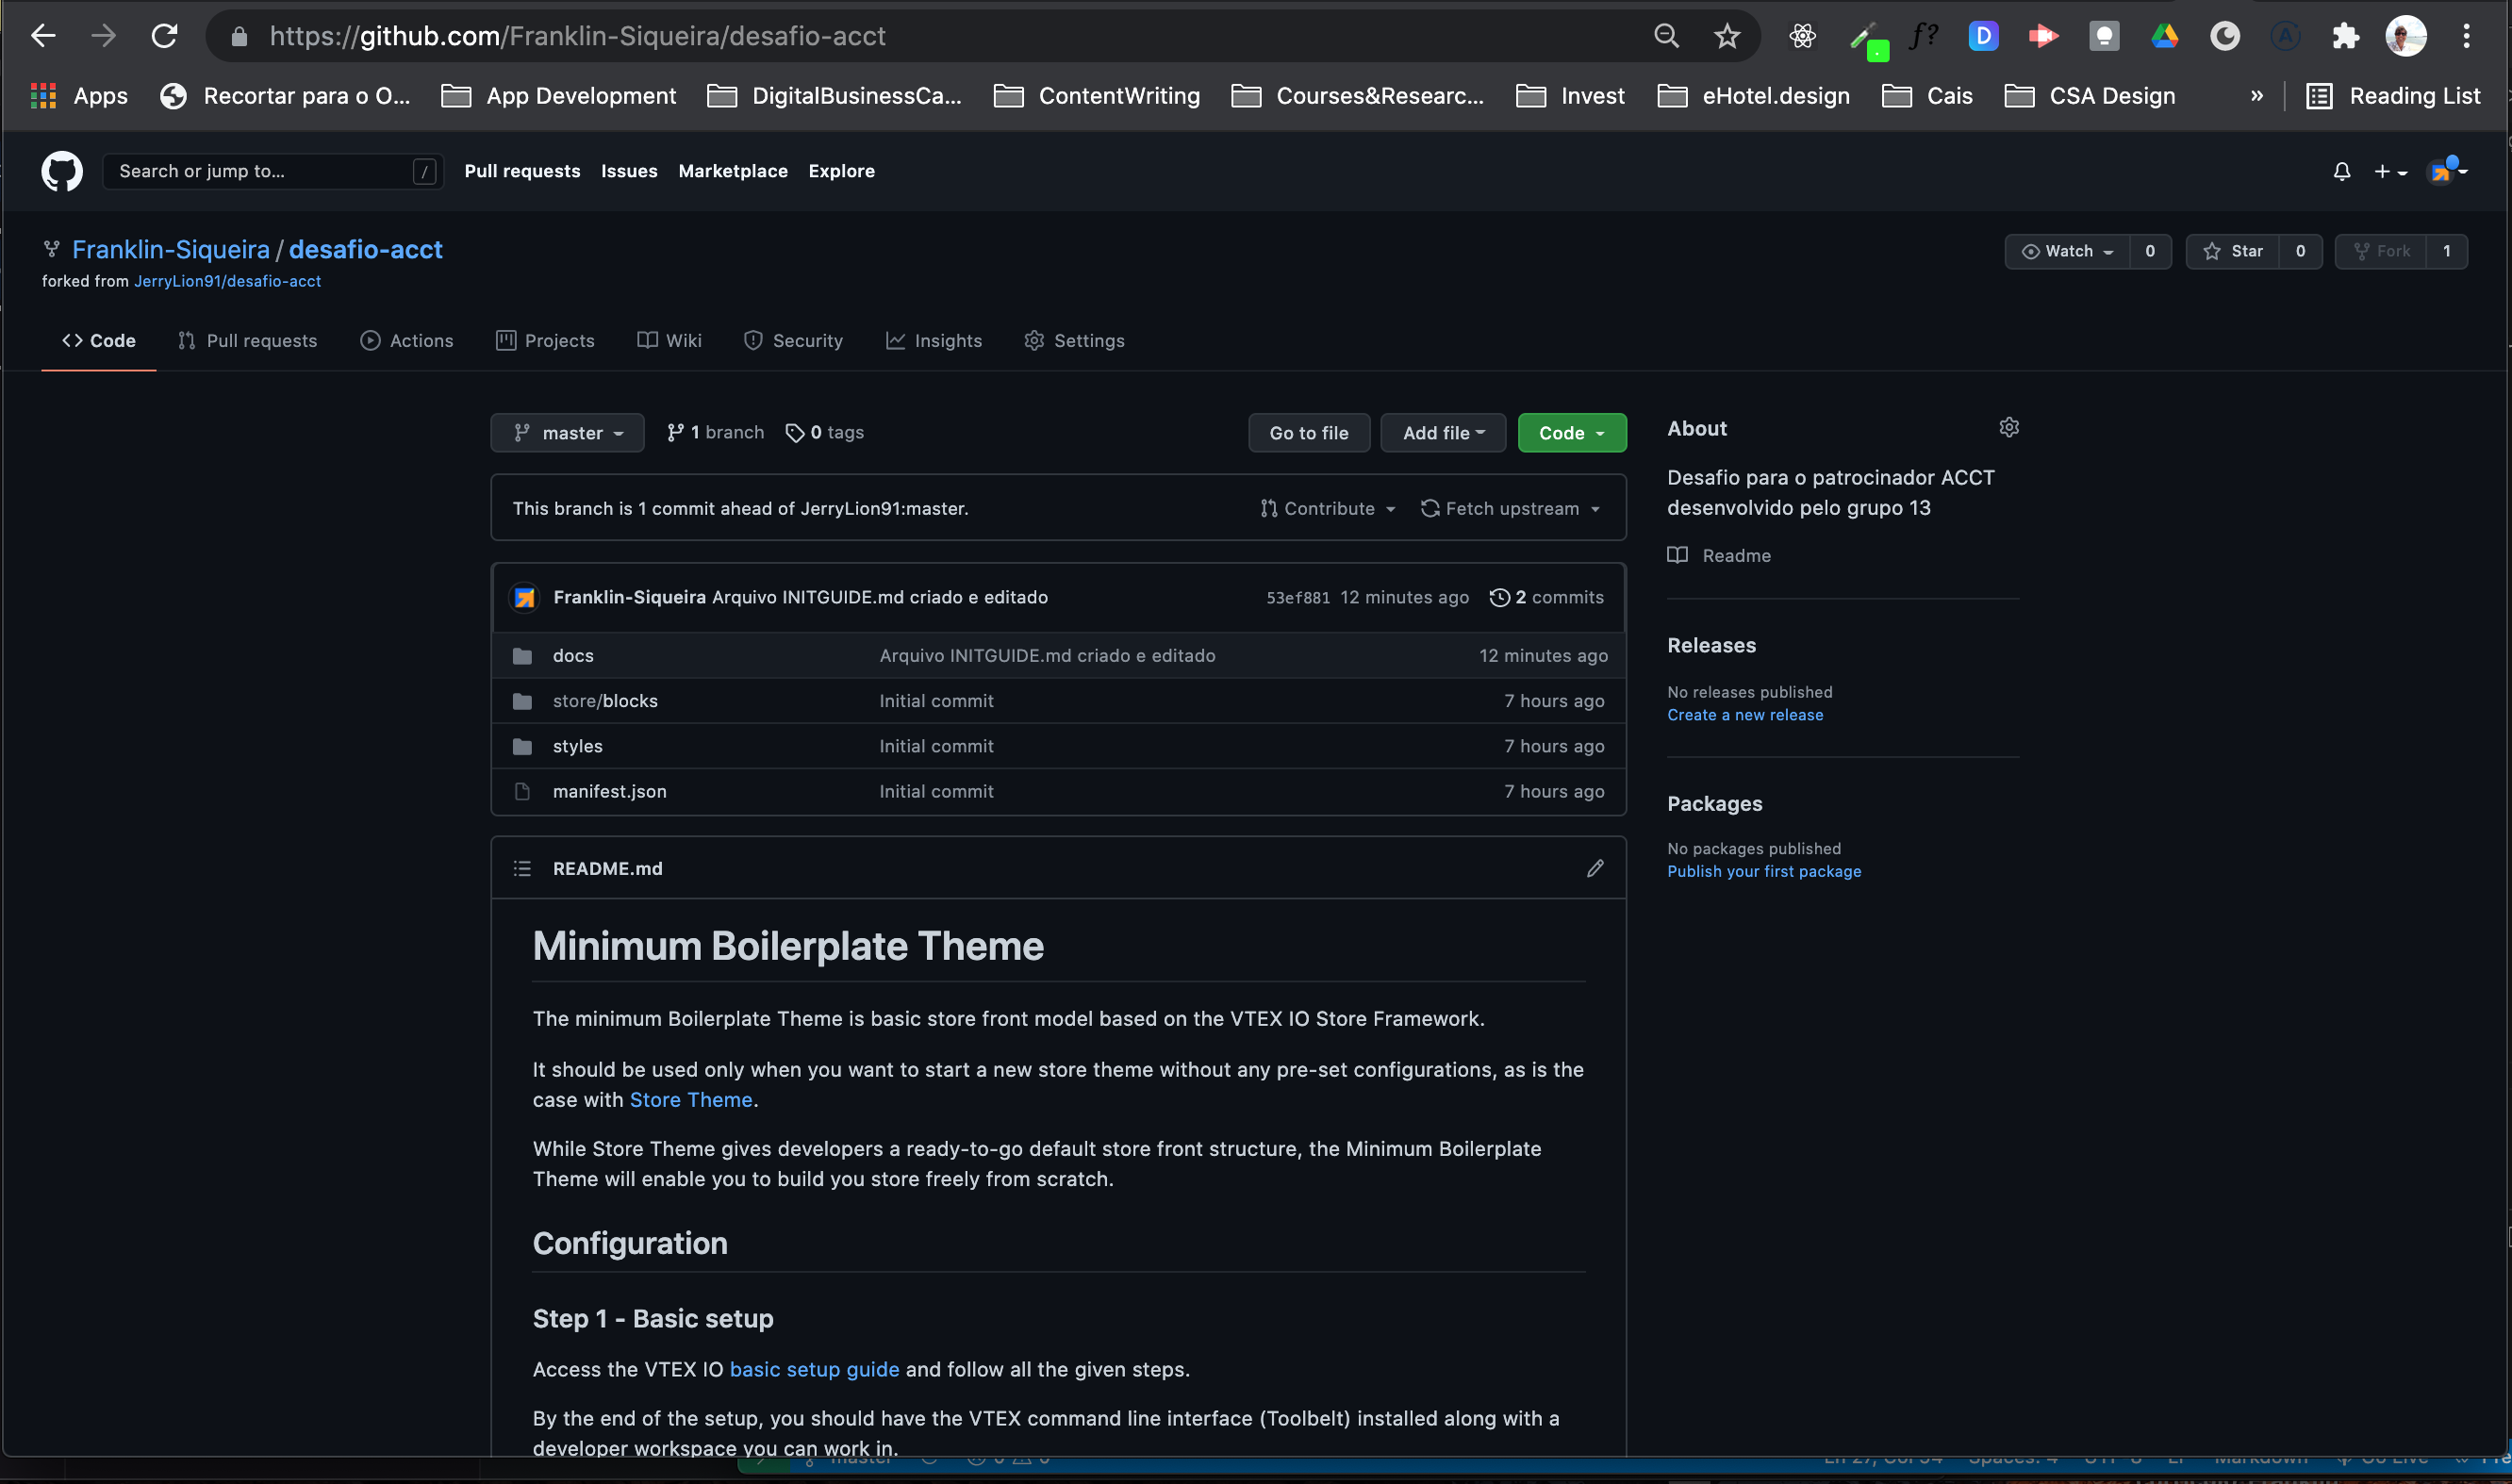 https://github.com/Franklin-Siqueira/desafio-acct
Apps Recortar para o O... App Development DigitalBusinessCa... ContentWriting Courses&Researc... Invest eHotel.design Cais CSA Design » Reading List
Search or jump to... / Pull requests Issues Marketplace Explore
Franklin-Siqueira / desafio-acct Watch 0 Star 0 Fork 1
forked from JerryLion91/desafio-acct
Code Pull requests Actions Projects Wiki Security Insights Settings
master 1 branch 0 tags Go to file Add file Code
This branch is 1 commit ahead of JerryLion91:master. Contribute Fetch upstream
Franklin-Siqueira Arquivo INITGUIDE.md criado e editado 53ef881 12 minutes ago 2 commits
docs Arquivo INITGUIDE.md criado e editado 12 minutes ago
store/blocks Initial commit 7 hours ago
styles Initial commit 7 hours ago
manifest.json Initial commit 7 hours ago
README.md
Minimum Boilerplate Theme
The minimum Boilerplate Theme is basic store front model based on the VTEX IO Store Framework.
It should be used only when you want to start a new store theme without any pre-set configurations, as is the
case with Store Theme.
While Store Theme gives developers a ready-to-go default store front structure, the Minimum Boilerplate
Theme will enable you to build you store freely from scratch.
Configuration
Step 1 - Basic setup
Access the VTEX IO basic setup guide and follow all the given steps.
By the end of the setup, you should have the VTEX command line interface (Toolbelt) installed along with a
developer workspace you can work in.
About
Desafio para o patrocinador ACCT
desenvolvido pelo grupo 13
Readme
Releases
No releases published
Create a new release
Packages
No packages published
Publish your first package